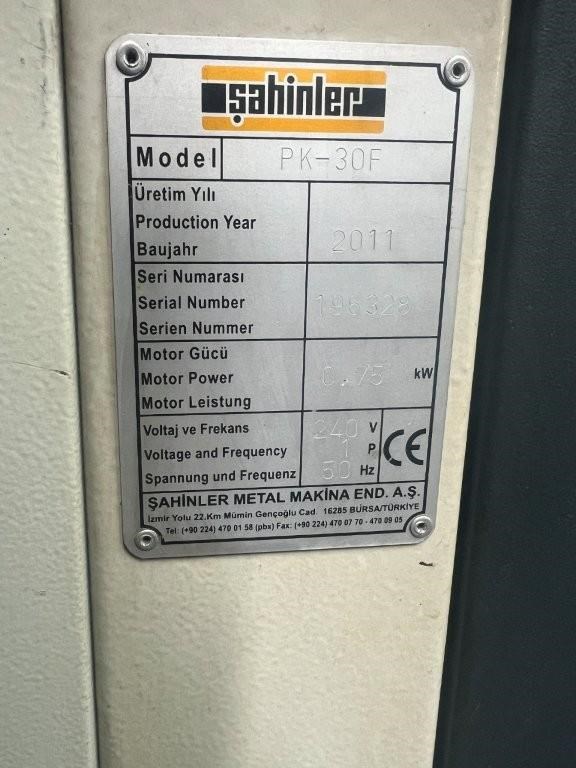 şahinler
Model PK-30F
Üretim Yılı
Production Year
Baujahr 2011
Seri Numarası
Serial Number 196328
Serien Nummer
Motor Gücü
Motor Power 0.75 kW
Motor Leistung
Voltaj ve Frekans 240 V
Voltage and Frequency 1 P
Spannung und Frequenz 50 Hz
CE
ŞAHİNLER METAL MAKİNA END. A.Ş.
İzmir Yolu 22.Km Mümin Gençoğlu Cad. 16285 BURSA/TÜRKİYE
Tel: (+90 224) 470 01 58 (pbx) Fax: (+90 224) 470 07 70 - 470 09 05